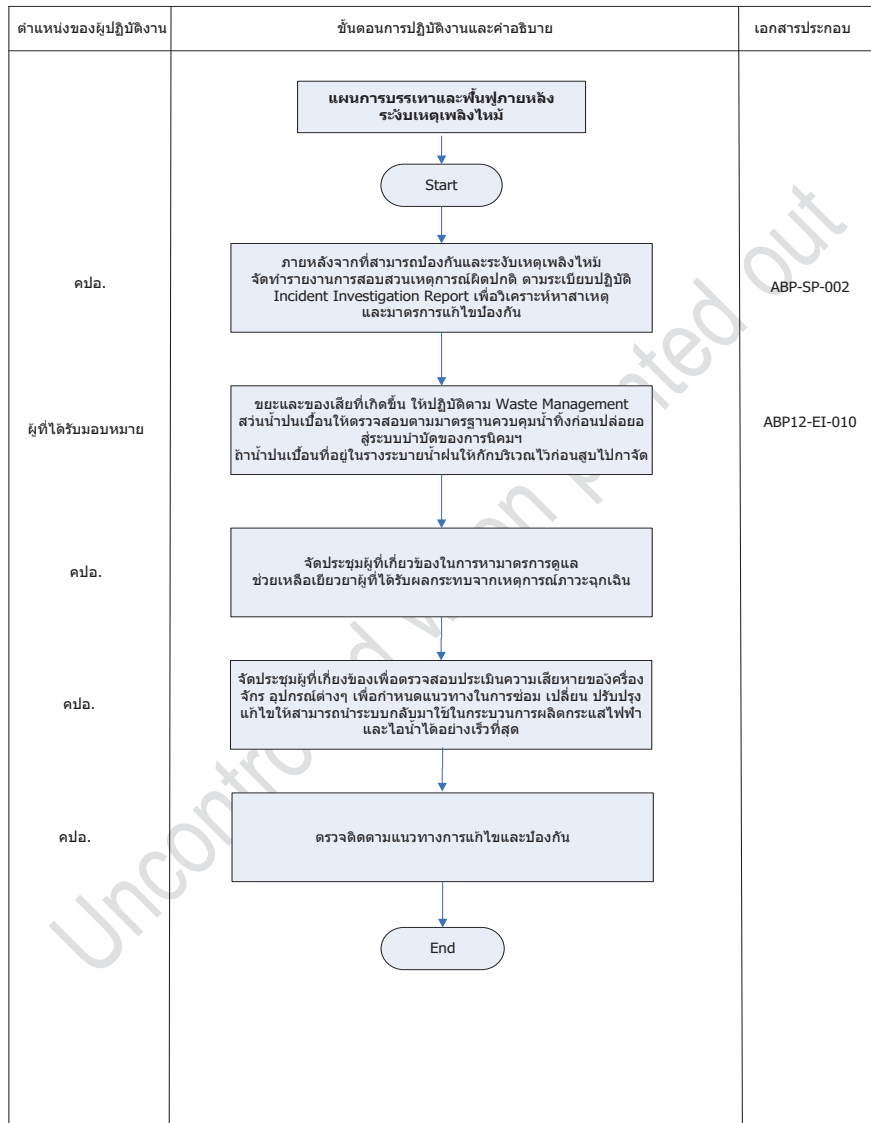 ตำแหน่งของผู้ปฏิบัติงาน
ขั้นตอนการปฏิบัติงานและคำอธิบาย
เอกสารประกอบ
แผนการบรรเทาและฟื้นฟูภายหลัง
ระงับเหตุเพลิงไหม้
Start
คปอ.
ภายหลังจากที่สามารถป้องกันและระงับเหตุเพลิงไหม้
จัดทำรายงานการสอบสวนเหตุการณ์ผิดปกติ ตามระเบียบปฏิบัติ
Incident Investigation Report เพื่อวิเคราะห์หาสาเหตุ
และมาตรการแก้ไขป้องกัน
ABP-SP-002
ผู้ที่ได้รับมอบหมาย
ขยะและของเสียที่เกิดขึ้น ให้ปฏิบัติตาม Waste Management
สว่นน้ำปนเปื้อนให้ตรวจสอบตามมาตรฐานควบคุมน้ำทิ้งก่อนปล่อยอ
สู่ระบบบำบัดของการนิคมฯ
ถ้าน้ำปนเปื้อนที่อยู่ในรางระบายน้ำฝนให้กักบริเวณไว้ก่อนสูบไปกาจัด
ABP12-EI-010
คปอ.
จัดประชุมผู้ที่เกี่ยวข้องในการหามาตรการดูแล
ช่วยเหลือเยียวยาผู้ที่ได้รับผลกระทบจากเหตุการณ์ภาวะฉุกเฉิน
คปอ.
จัดประชุมผู้ที่เกี่ยงข้องเพื่อตรวจสอบประเมินความเสียหายของครื่อง
จักร อุปกรณ์ต่างๆ เพื่อกำหนดแนวทางในการซ่อม เปลี่ยน ปรับปรุง
แก้ไขให้สามารถนำระบบกลับมาใช้ในกระบวนการผลิตกระแสไฟฟ้า
และไอน้ำได้อย่างเร็วที่สุด
คปอ.
ตรวจติดตามแนวทางการแก้ไขและป้องกัน
End